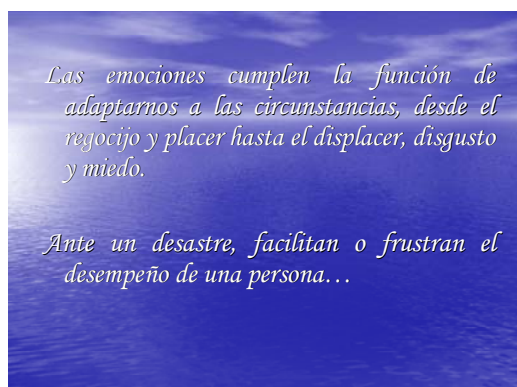 Las emociones cumplen la función de
adaptarnos a las circunstancias, desde el
regocijo y placer hasta el displacer, disgusto
y miedo.
Ante un desastre, facilitan o frustran el
desempeño de una persona…